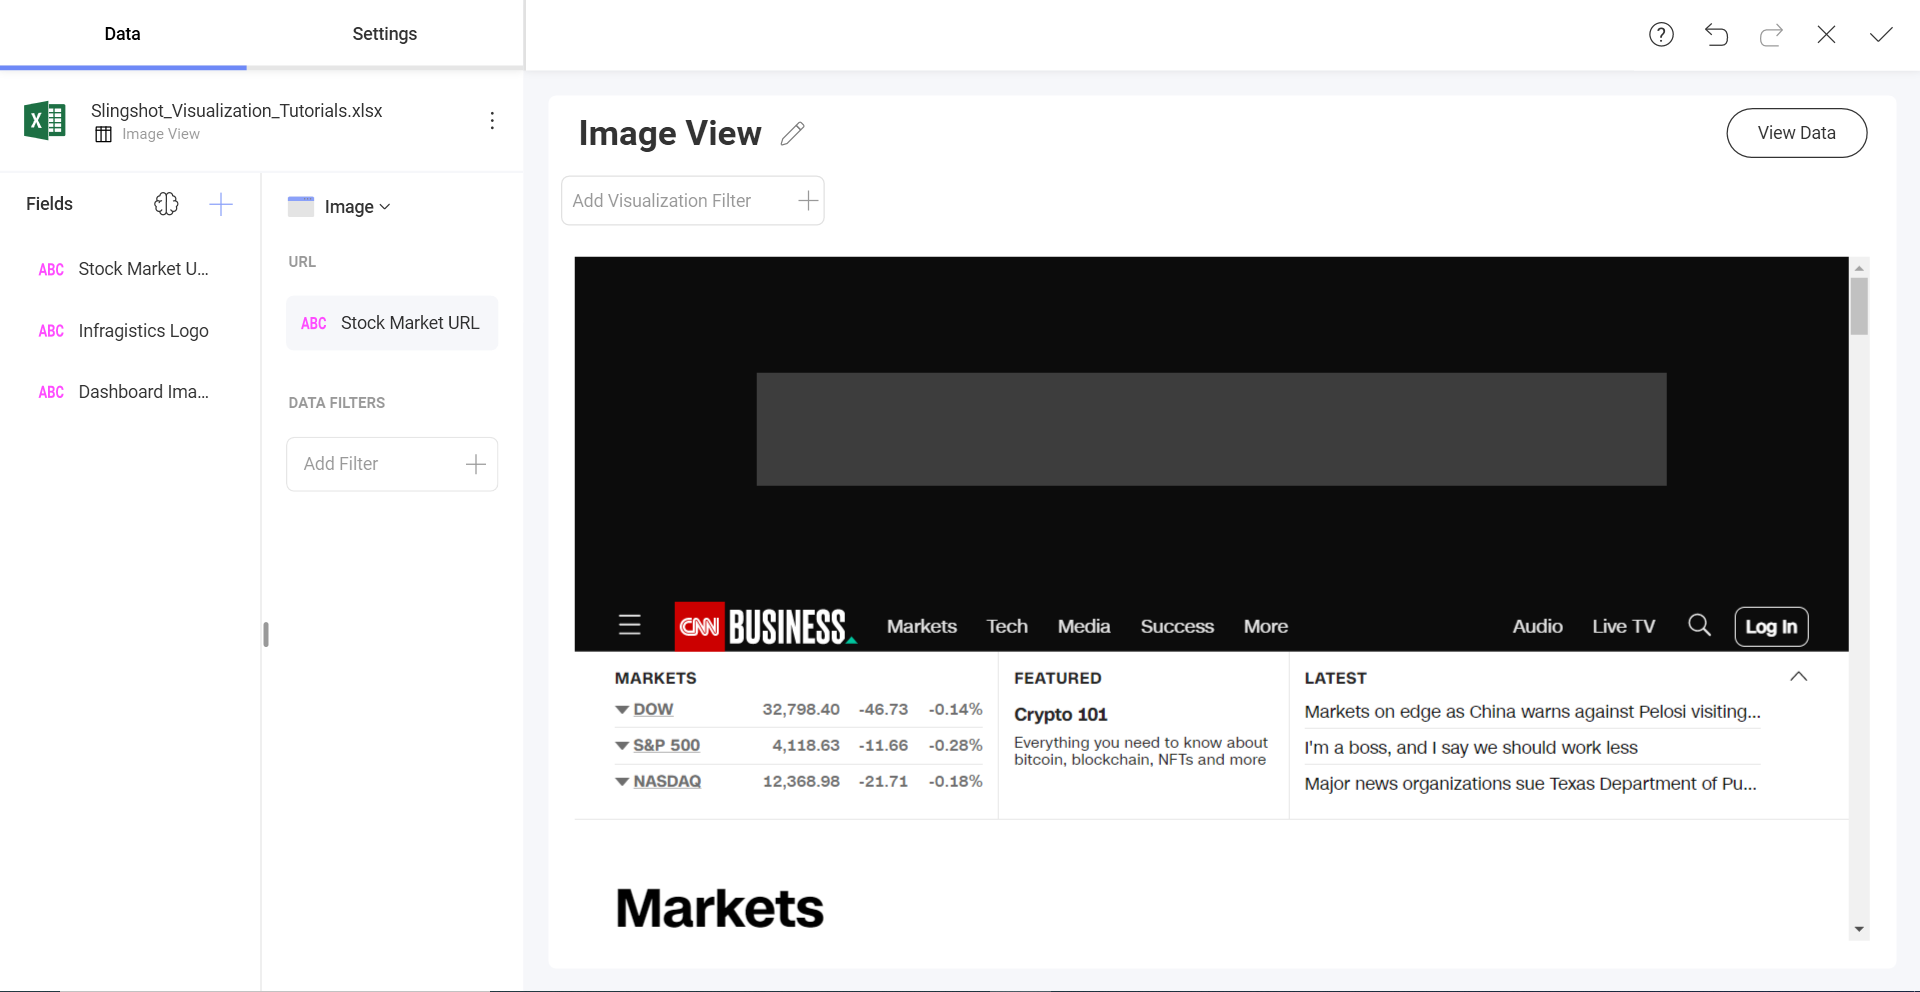 Data
Settings
Slingshot_Visualization_Tutorials.xlsx
Image View
Fields
ABC Stock Market U...
ABC Infragistics Logo
ABC Dashboard Ima...
Image
URL
ABC Stock Market URL
DATA FILTERS
Add Filter
Image View
View Data
Add Visualization Filter
CNN BUSINESS
Markets
Tech
Media
Success
More
Audio
Live TV
Log In
MARKETS
DOW 32,798.40 -46.73 -0.14%
S&P 500 4,118.63 -11.66 -0.28%
NASDAQ 12,368.98 -21.71 -0.18%
FEATURED
Crypto 101
Everything you need to know about
bitcoin, blockchain, NFTs and more
LATEST
Markets on edge as China warns against Pelosi visiting...
I'm a boss, and I say we should work less
Major news organizations sue Texas Department of Pu...
Markets